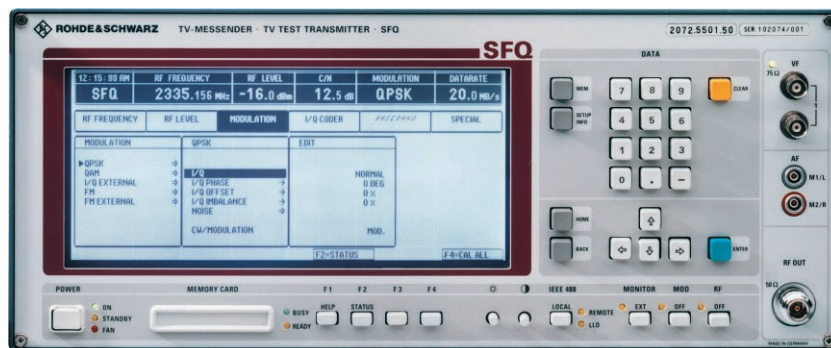 ROHDE&SCHWARZ TV-MESSENDER · TV TEST TRANSMITTER · SFQ 2072.5501.50 SER 102074/001
SFQ
12:15:08 AM RF FREQUENCY RF LEVEL C/N MODULATION DATARATE
SFQ 2335.156 MHz -16.0 dBm 12.5 dB QPSK 20.0 MB/s
RF FREQUENCY RF LEVEL MODULATION I/Q CODER BASEBAND SPECIAL
MODULATION QPSK EDIT
QPSK
QAM I/Q NORMAL
I/Q EXTERNAL I/Q PHASE 0 DEG
FM I/Q OFFSET 0 %
FM EXTERNAL I/Q IMBALANCE 0 %
NOISE
CW/MODULATION MOD.
F2=STATUS F4=CAL ALL
DATA
MEM 7 8 9 CLEAR
SETUP INFO 4 5 6
1 2 3
0 . -
HOME
BACK ENTER
VF
75Ω
1
AF
M1/L
M2/R
RF OUT
50Ω
MADE IN GERMANY
POWER MEMORY CARD F1 F2 F3 F4 IEEE 488 MONITOR MOD RF
ON
STANDBY
FAN
BUSY
READY
HELP STATUS LOCAL REMOTE EXT OFF OFF
LLO